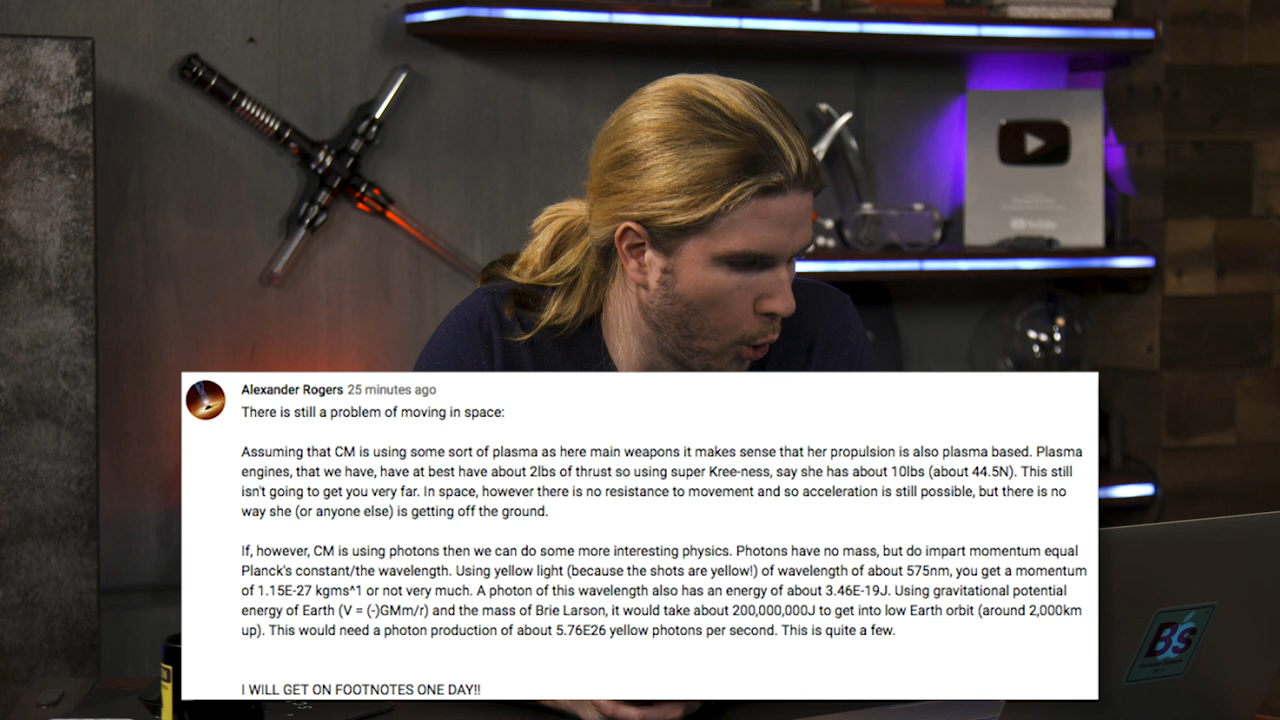 Alexander Rogers 25 minutes ago
There is still a problem of moving in space:
Assuming that CM is using some sort of plasma as here main weapons it makes sense that her propulsion is also plasma based. Plasma
engines, that we have, have at best have about 2lbs of thrust so using super Kree-ness, say she has about 10lbs (about 44.5N). This still
isn't going to get you very far. In space, however there is no resistance to movement and so acceleration is still possible, but there is no
way she (or anyone else) is getting off the ground.
If, however, CM is using photons then we can do some more interesting physics. Photons have no mass, but do impart momentum equal
Planck's constant/the wavelength. Using yellow light (because the shots are yellow!) of wavelength of about 575nm, you get a momentum
of 1.15E-27 kgms^1 or not very much. A photon of this wavelength also has an energy of about 3.46E-19J. Using gravitational potential
energy of Earth (V = (-)GMm/r) and the mass of Brie Larson, it would take about 200,000,000J to get into low Earth orbit (around 2,000km
up). This would need a photon production of about 5.76E26 yellow photons per second. This is quite a few.
I WILL GET ON FOOTNOTES ONE DAY!!
Bs